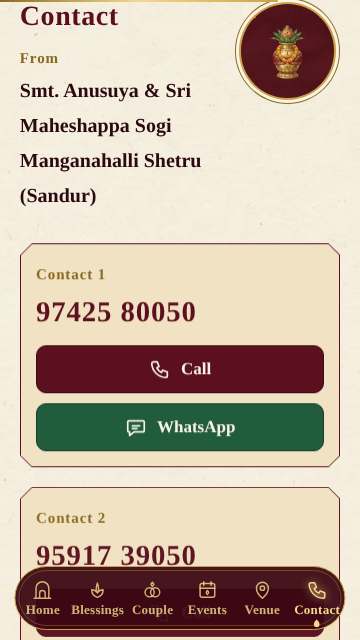 Contact
From
Smt. Anusuya & Sri
Maheshappa Sogi
Manganahalli Shetru
(Sandur)
Contact 1
97425 80050
Call
WhatsApp
Contact 2
95917 39050
Home Blessings Couple Events Venue Contact